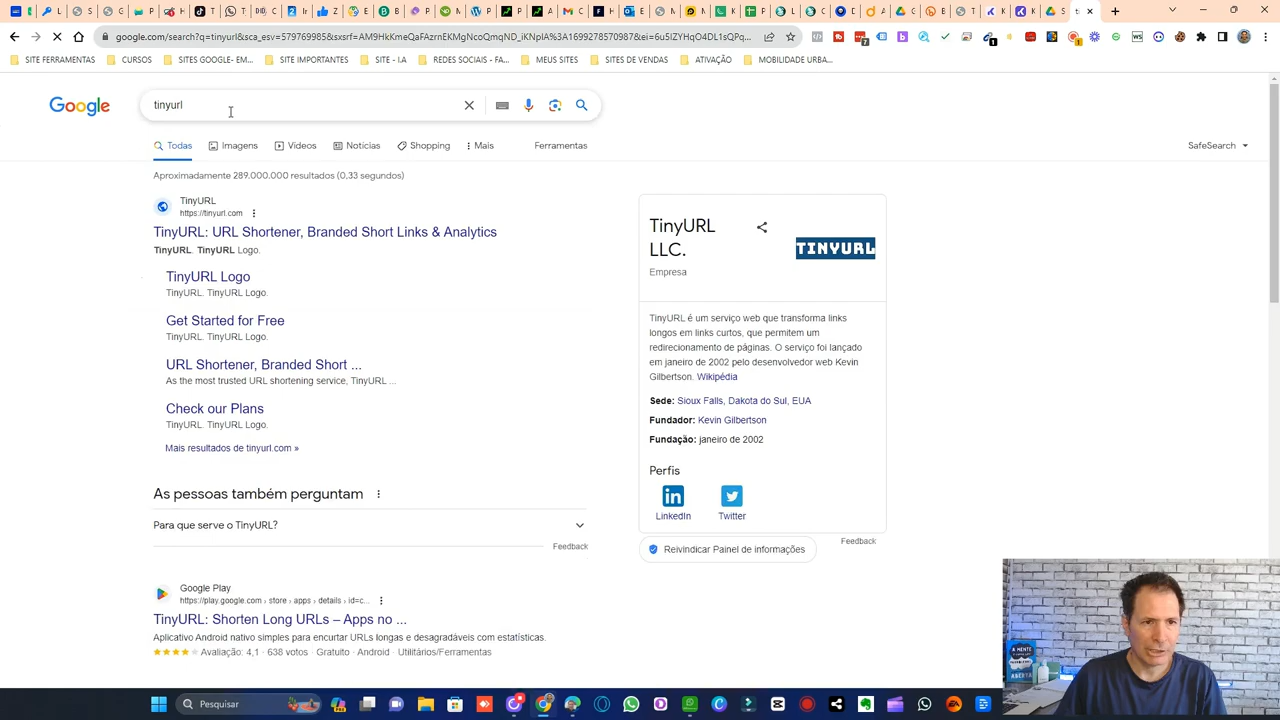 google.com/search?q=tinyurl&sca_esv=579769985&sxsrf=AM9HkKmeQaFAzrnEKMgNcoQmqND_iKNpIA%3A1699278570987&ei=6u5IZYHqO4DL1sQPq...
SITE FERRAMENTAS
CURSOS
SITES GOOGLE- EM...
SITE IMPORTANTES
SITE - I.A
REDES SOCIAIS - FA...
MEUS SITES
SITES DE VENDAS
ATIVAÇÃO
MOBILIDADE URBA...
Google
tinyurl
Todas
Imagens
Vídeos
Notícias
Shopping
Mais
Ferramentas
SafeSearch
Aproximadamente 289.000.000 resultados (0,33 segundos)
TinyURL
https://tinyurl.com
TinyURL: URL Shortener, Branded Short Links & Analytics
TinyURL. TinyURL Logo.
TinyURL Logo
TinyURL. TinyURL Logo.
Get Started for Free
TinyURL. TinyURL Logo.
URL Shortener, Branded Short ...
As the most trusted URL shortening service, TinyURL ...
Check our Plans
TinyURL. TinyURL Logo.
Mais resultados de tinyurl.com »
As pessoas também perguntam
Para que serve o TinyURL?
Feedback
Google Play
https://play.google.com › store › apps › details › id=c...
TinyURL: Shorten Long URLs – Apps no ...
Aplicativo Android nativo simples para encurtar URLs longas e desagradáveis com estatísticas.
Avaliação: 4,1 · 638 votos · Gratuito · Android · Utilitários/Ferramentas
TinyURL
LLC.
Empresa
TINYURL
TinyURL é um serviço web que transforma links
longos em links curtos, que permitem um
redirecionamento de páginas. O serviço foi lançado
em janeiro de 2002 pelo desenvolvedor web Kevin
Gilbertson. Wikipédia
Sede: Sioux Falls, Dakota do Sul, EUA
Fundador: Kevin Gilbertson
Fundação: janeiro de 2002
Perfis
LinkedIn
Twitter
Reivindicar Painel de informações
Feedback
A MENTE
ABERTA
Pesquisar